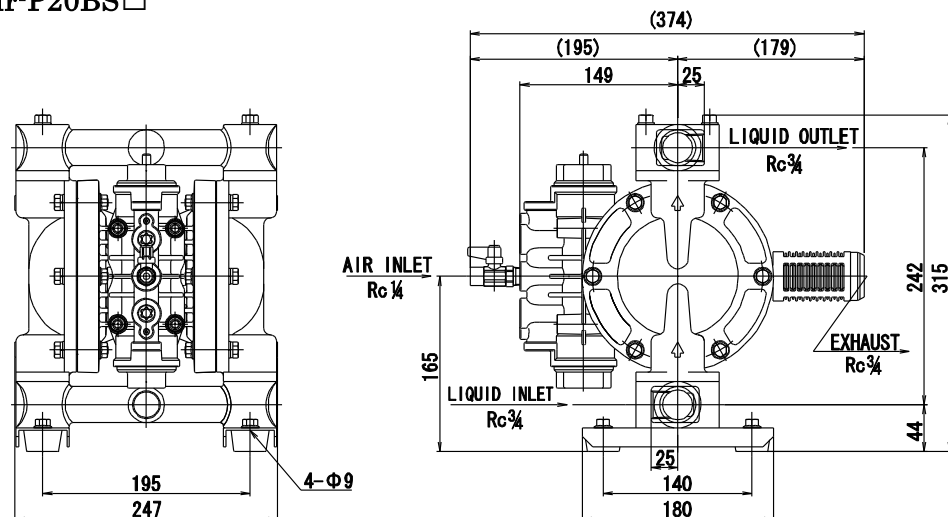 P20BS□
(374)
(195)
(179)
149
25
LIQUID OUTLET
Rc¾
AIR INLET
Rc¼
242
315
165
EXHAUST
Rc¾
LIQUID INLET
Rc¾
44
25
4-Φ9
195
140
247
180